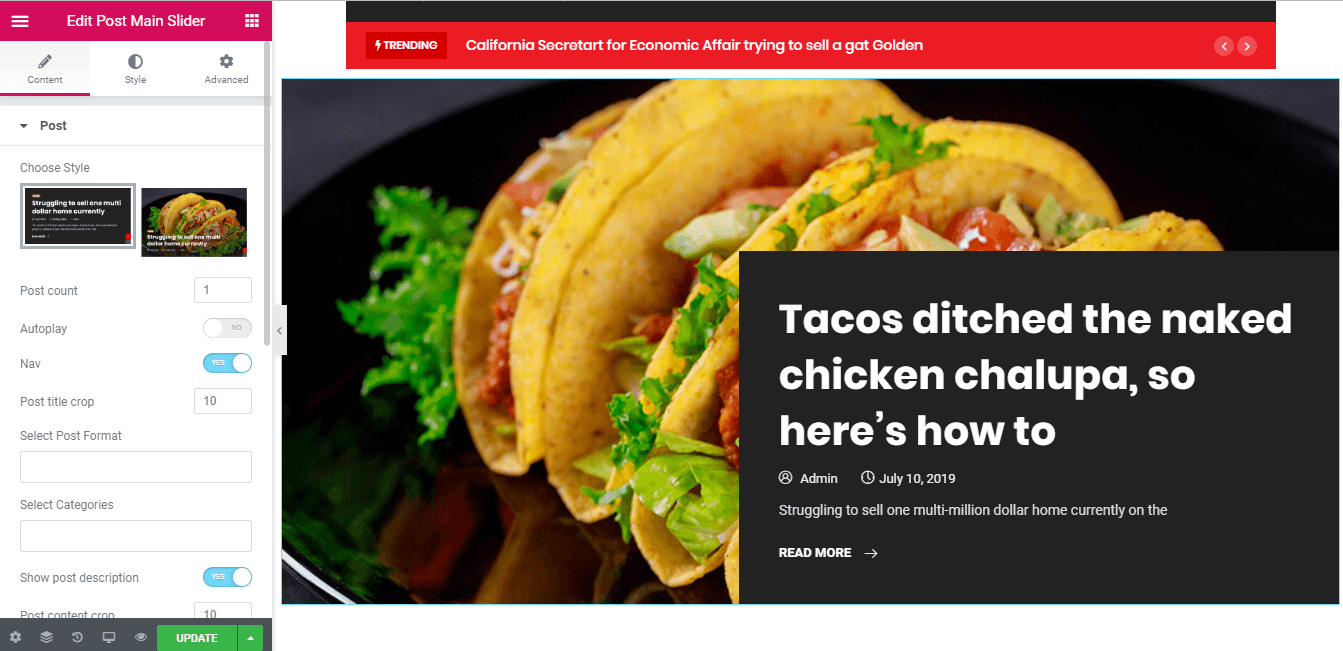 Edit Post Main Slider
Content
Style
Advanced
Post
Choose Style
Struggling to sell one multi
dollar home currently
Struggling to sell one multi
dollar home currently
Post count
1
Autoplay
NO
Nav
YES
Post title crop
10
Select Post Format
Select Categories
Show post description
YES
Post content crop
10
UPDATE
TRENDING
California Secretart for Economic Affair trying to sell a gat Golden
Tacos ditched the naked
chicken chalupa, so
here’s how to
Admin July 10, 2019
Struggling to sell one multi-million dollar home currently on the
READ MORE